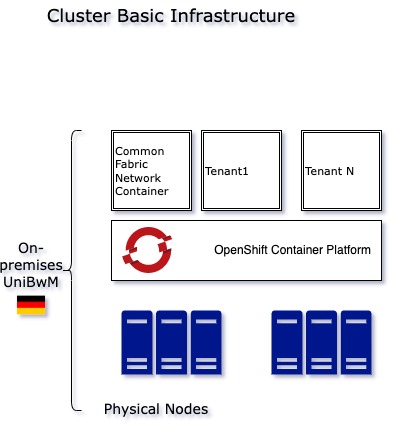 Cluster Basic Infrastructure
Common
Fabric
Network
Container
Tenant1
Tenant N
OpenShift Container Platform
On-
premises
UniBwM
Physical Nodes